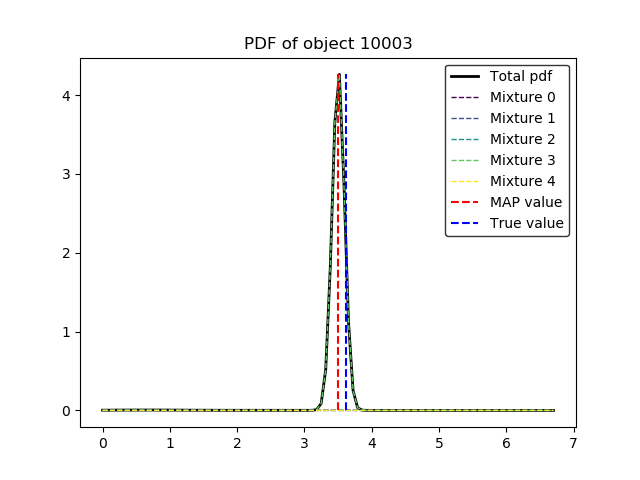 PDF of object 10003
Total pdf
Mixture 0
Mixture 1
Mixture 2
Mixture 3
Mixture 4
MAP value
True value
4
3
2
1
0
0 1 2 3 4 5 6 7